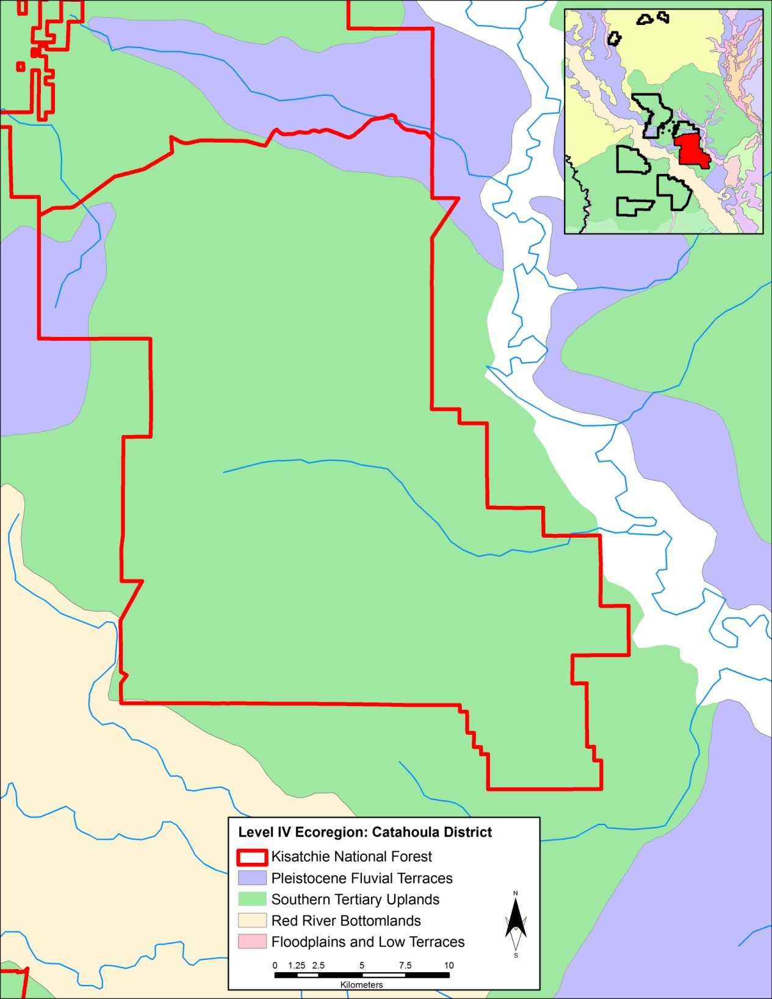 Level IV Ecoregion: Catahoula District
Kisatchie National Forest
Pleistocene Fluvial Terraces
Southern Tertiary Uplands
Red River Bottomlands
Floodplains and Low Terraces
N
S
0 1.25 2.5 5 7.5 10
Kilometers